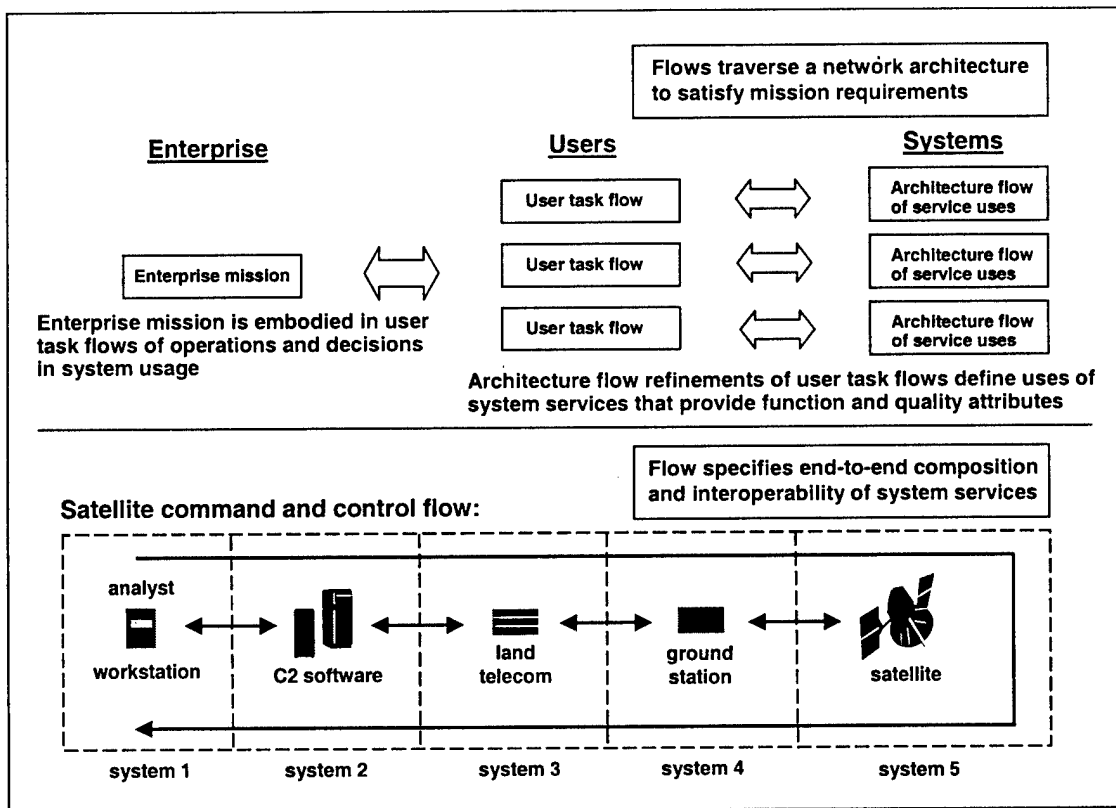 Flows traverse a network architecture
to satisfy mission requirements
Enterprise
Users
Systems
User task flow
Architecture flow
of service uses
Enterprise mission
User task flow
Architecture flow
of service uses
User task flow
Architecture flow
of service uses
Enterprise mission is embodied in user
task flows of operations and decisions
in system usage
Architecture flow refinements of user task flows define uses of
system services that provide function and quality attributes
Flow specifies end-to-end composition
and interoperability of system services
Satellite command and control flow:
analyst
workstation
C2 software
land
telecom
ground
station
satellite
system 1
system 2
system 3
system 4
system 5